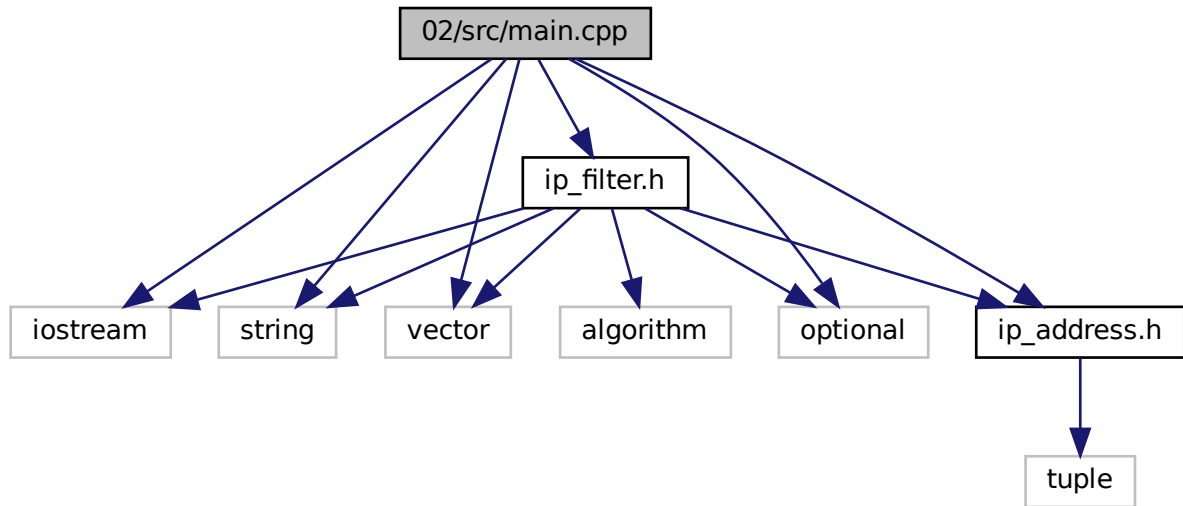 02/src/main.cpp
ip_filter.h
iostream
string
vector
algorithm
optional
ip_address.h
tuple